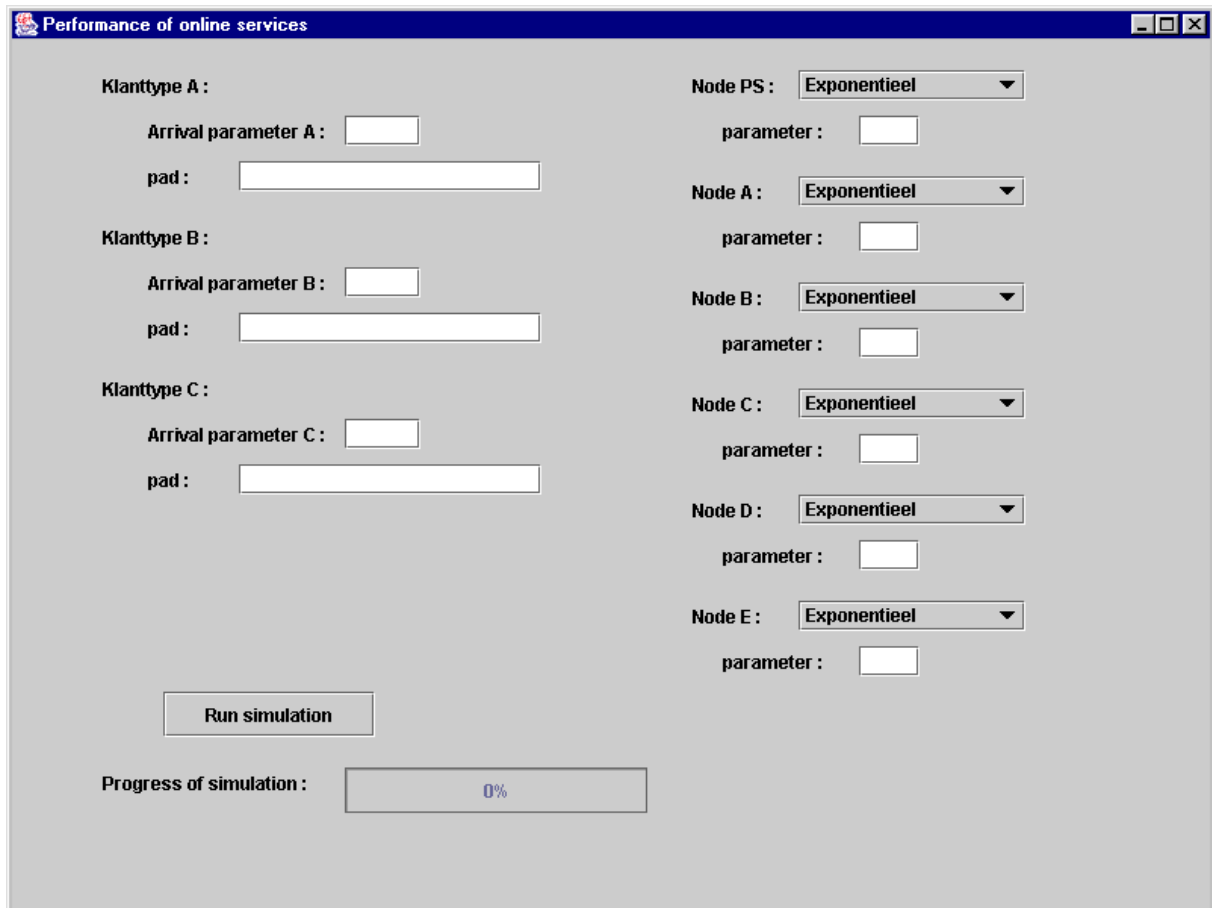 Performance of online services
Klanttype A :
Arrival parameter A :
pad :
Klanttype B :
Arrival parameter B :
pad :
Klanttype C :
Arrival parameter C :
pad :
Run simulation
Progress of simulation :
0%
Node PS : Exponentieel
parameter :
Node A : Exponentieel
parameter :
Node B : Exponentieel
parameter :
Node C : Exponentieel
parameter :
Node D : Exponentieel
parameter :
Node E : Exponentieel
parameter :